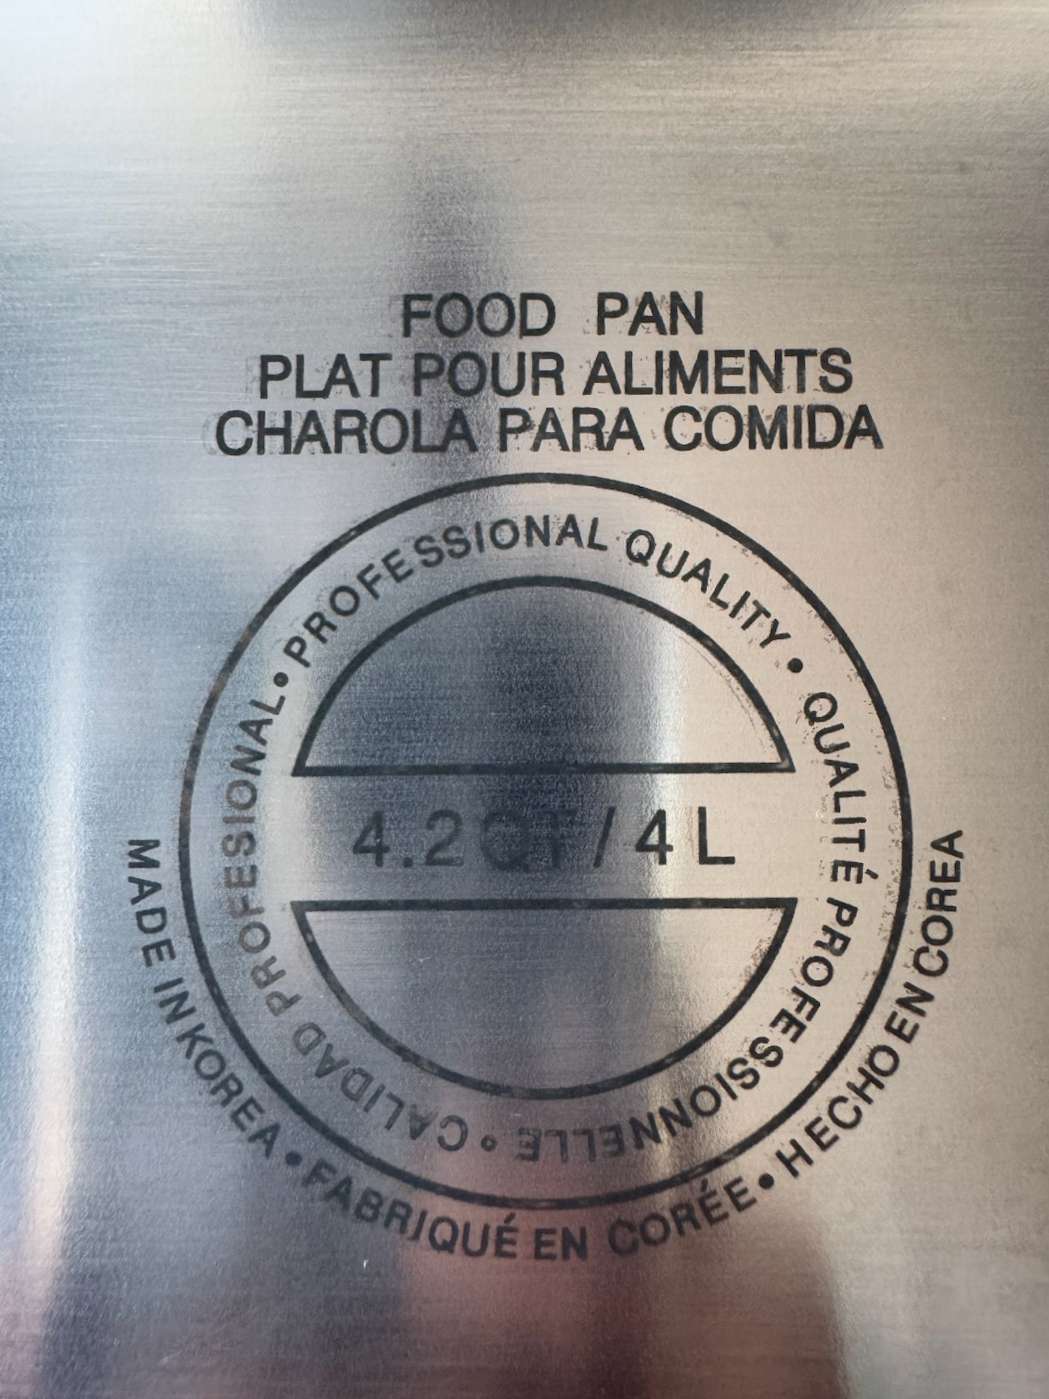 FOOD PAN
PLAT POUR ALIMENTS
CHAROLA PARA COMIDA
• PROFESSIONAL QUALITY • QUALITÉ PROFESSIONNELLE • CALIDAD PROFESIONAL
4.2QT/4L
MADE IN KOREA • FABRIQUÉ EN CORÉE • HECHO EN COREA